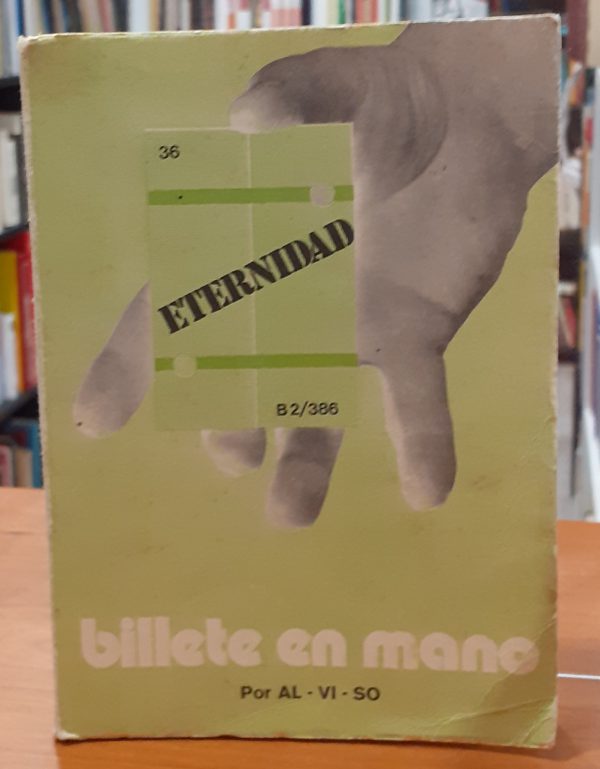 36
ETERNIDAD
B2/386
billete en mano
Por AL - VI - SO